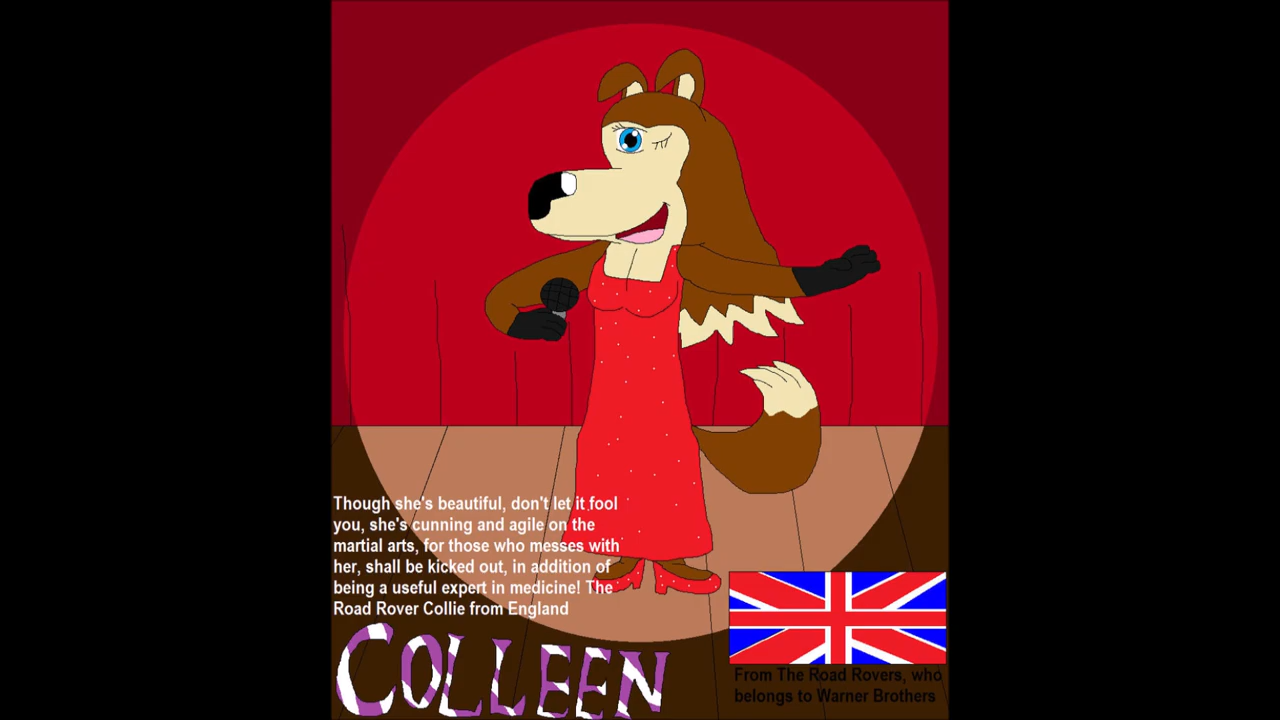 Though she's beautiful, don't let it fool
you, she's cunning and agile on the
martial arts, for those who messes with
her, shall be kicked out, in addition of
being a useful expert in medicine! The
Road Rover Collie from England
COLLEEN
From The Road Rovers, who
belongs to Warner Brothers